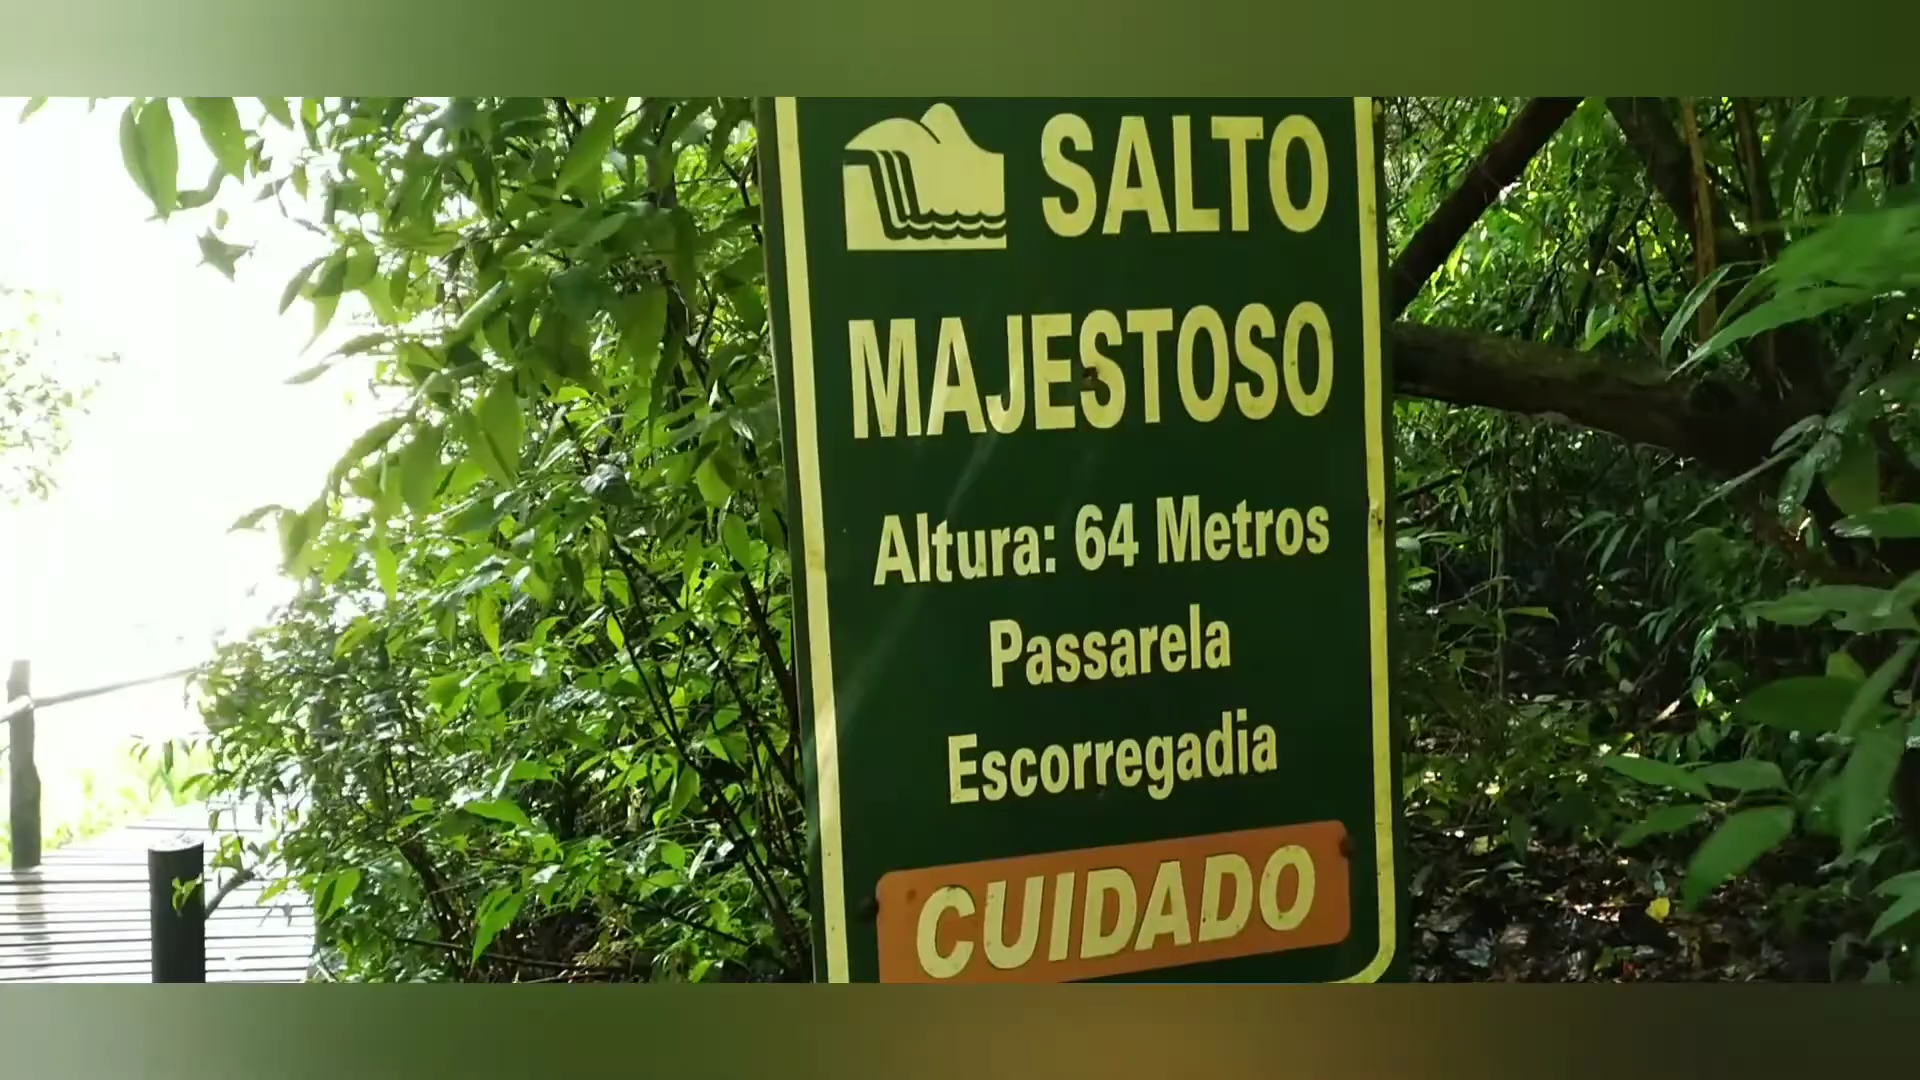 SALTO
MAJESTOSO
Altura: 64 Metros
Passarela
Escorregadia
CUIDADO